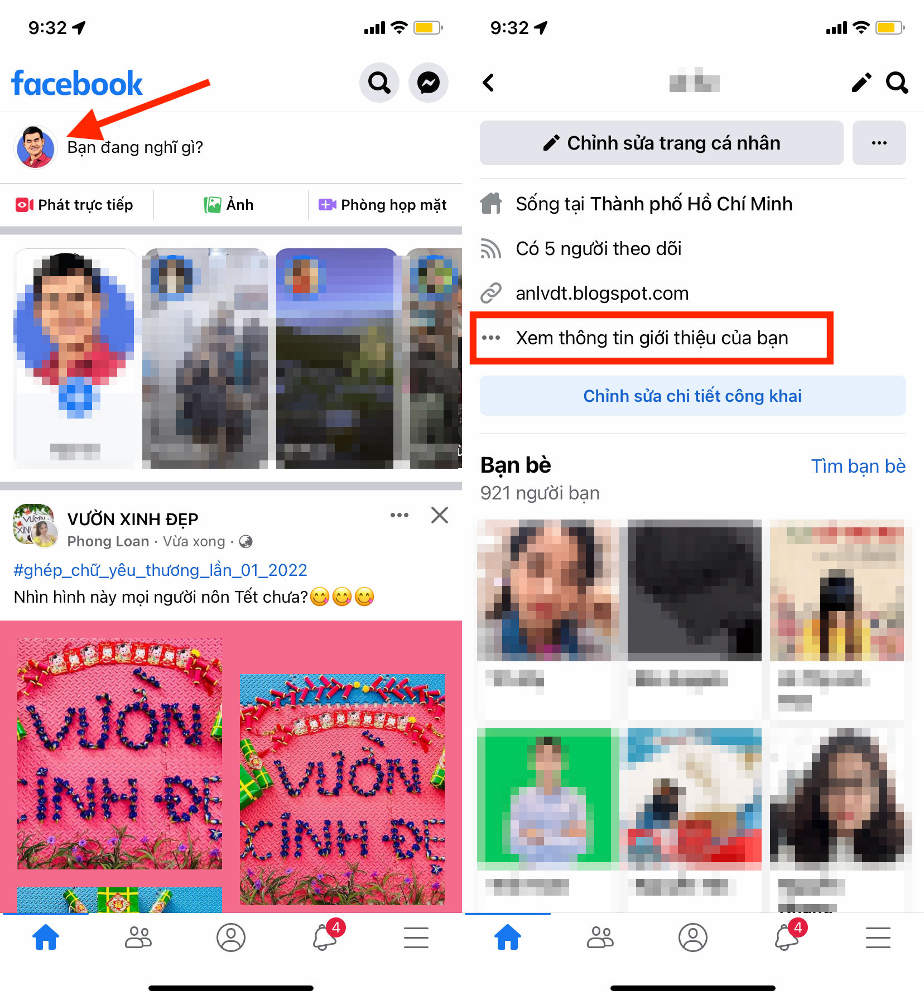 9:32
facebook
Bạn đang nghĩ gì?
Phát trực tiếp
Ảnh
Phòng họp mặt
VƯỜN XINH ĐẸP
Phong Loan · Vừa xong ·
#ghép_chữ_yêu_thương_lần_01_2022
Nhìn hình này mọi người nôn Tết chưa?😋😋😋
VƯỜN
XINH ĐẸ
VƯỜN
XINH ĐẸ
4
9:32
Chỉnh sửa trang cá nhân
Sống tại Thành phố Hồ Chí Minh
Có 5 người theo dõi
anlvdt.blogspot.com
Xem thông tin giới thiệu của bạn
Chỉnh sửa chi tiết công khai
Bạn bè
Tìm bạn bè
921 người bạn
4